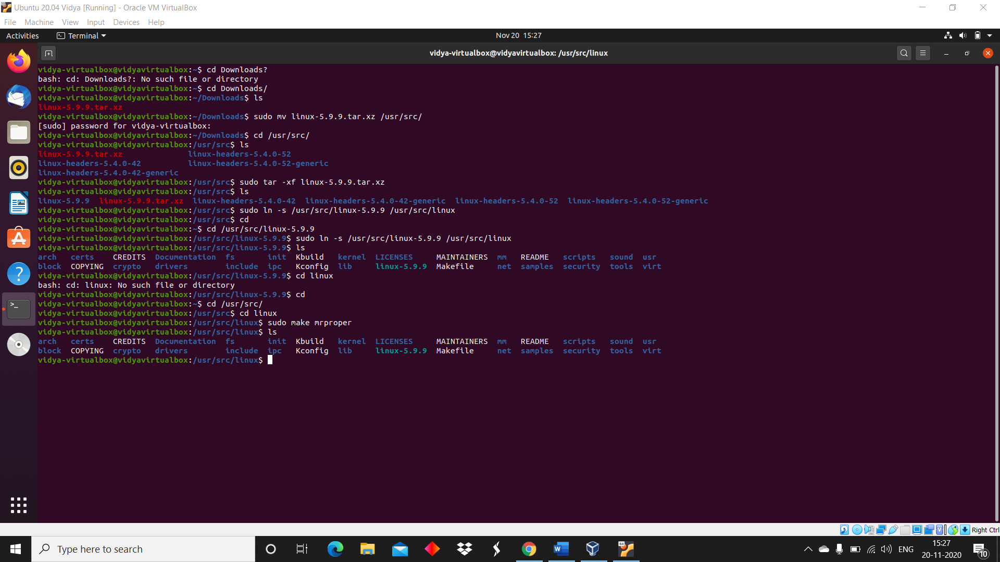 Ubuntu 20.04 Vidya [Running] - Oracle VM VirtualBox
File Machine View Input Devices Help
Activities Terminal Nov 20 15:27
vidya-virtualbox@vidyavirtualbox: /usr/src/linux
vidya-virtualbox@vidyavirtualbox:~$ cd Downloads?
bash: cd: Downloads?: No such file or directory
vidya-virtualbox@vidyavirtualbox:~$ cd Downloads/
vidya-virtualbox@vidyavirtualbox:~/Downloads$ ls
linux-5.9.9.tar.xz
vidya-virtualbox@vidyavirtualbox:~/Downloads$ sudo mv linux-5.9.9.tar.xz /usr/src/
[sudo] password for vidya-virtualbox:
vidya-virtualbox@vidyavirtualbox:~/Downloads$ cd /usr/src/
vidya-virtualbox@vidyavirtualbox:/usr/src$ ls
linux-5.9.9.tar.xz linux-headers-5.4.0-52
linux-headers-5.4.0-42 linux-headers-5.4.0-52-generic
linux-headers-5.4.0-42-generic
vidya-virtualbox@vidyavirtualbox:/usr/src$ sudo tar -xf linux-5.9.9.tar.xz
vidya-virtualbox@vidyavirtualbox:/usr/src$ ls
linux-5.9.9 linux-5.9.9.tar.xz linux-headers-5.4.0-42 linux-headers-5.4.0-42-generic linux-headers-5.4.0-52 linux-headers-5.4.0-52-generic
vidya-virtualbox@vidyavirtualbox:/usr/src$ sudo ln -s /usr/src/linux-5.9.9 /usr/src/linux
vidya-virtualbox@vidyavirtualbox:/usr/src$ cd
vidya-virtualbox@vidyavirtualbox:~$ cd /usr/src/linux-5.9.9
vidya-virtualbox@vidyavirtualbox:/usr/src/linux-5.9.9$ sudo ln -s /usr/src/linux-5.9.9 /usr/src/linux
vidya-virtualbox@vidyavirtualbox:/usr/src/linux-5.9.9$ ls
arch certs CREDITS Documentation fs init Kbuild kernel LICENSES MAINTAINERS mm README scripts sound usr
block COPYING crypto drivers include ipc Kconfig lib linux-5.9.9 Makefile net samples security tools virt
vidya-virtualbox@vidyavirtualbox:/usr/src/linux-5.9.9$ cd linux
bash: cd: linux: No such file or directory
vidya-virtualbox@vidyavirtualbox:/usr/src/linux-5.9.9$ cd
vidya-virtualbox@vidyavirtualbox:~$ cd /usr/src/
vidya-virtualbox@vidyavirtualbox:/usr/src$ cd linux
vidya-virtualbox@vidyavirtualbox:/usr/src/linux$ sudo make mrproper
vidya-virtualbox@vidyavirtualbox:/usr/src/linux$ ls
arch certs CREDITS Documentation fs init Kbuild kernel LICENSES MAINTAINERS mm README scripts sound usr
block COPYING crypto drivers include ipc Kconfig lib linux-5.9.9 Makefile net samples security tools virt
vidya-virtualbox@vidyavirtualbox:/usr/src/linux$
Right Ctrl
Type here to search
ENG
15:27
20-11-2020
10